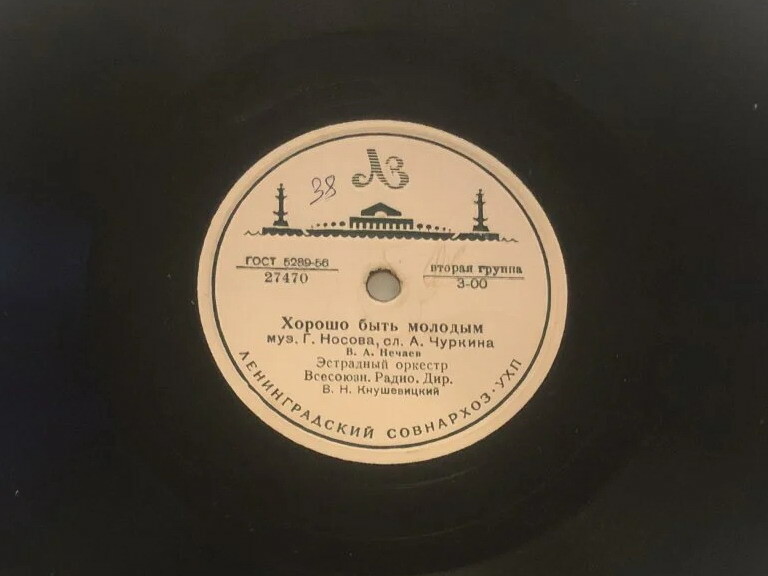 АЗ
38
ГОСТ 5289-56
27470
вторая группа
3-00
Хорошо быть молодым
муз. Г. Носова, сл. А. Чуркина
В. А. Нечаев
Эстрадный оркестр
Всесоюзн. Радио. Дир.
В. Н. Кнушевицкий
ЛЕНИНГРАДСКИЙ СОВНАРХОЗ·УХП